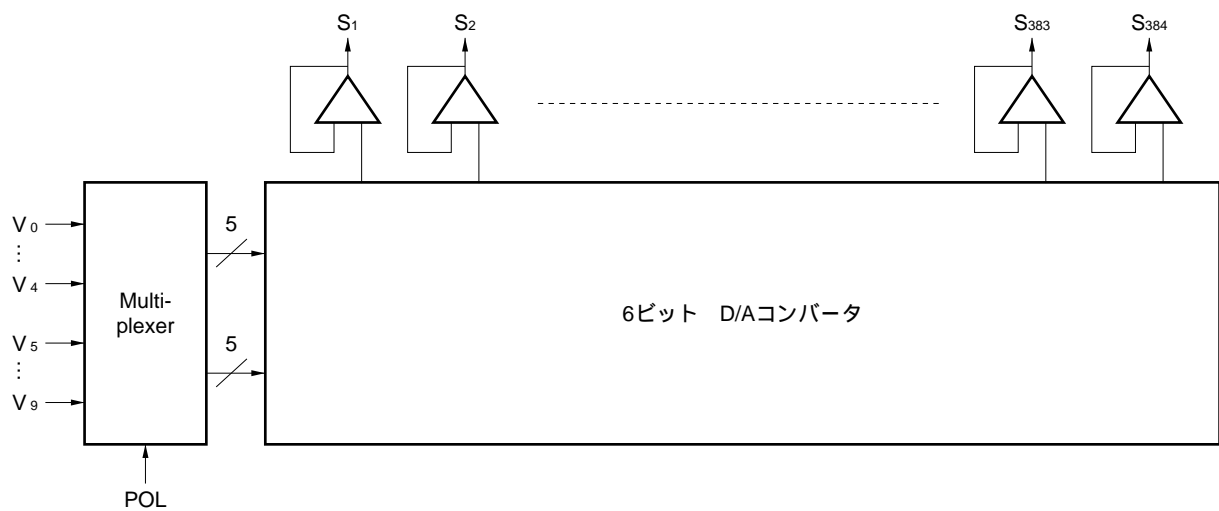 S1 S2 S383 S384
V0
5
⋮
V4
Multi-
plexer
6ビット D/Aコンバータ
V5
5
⋮
V9
POL